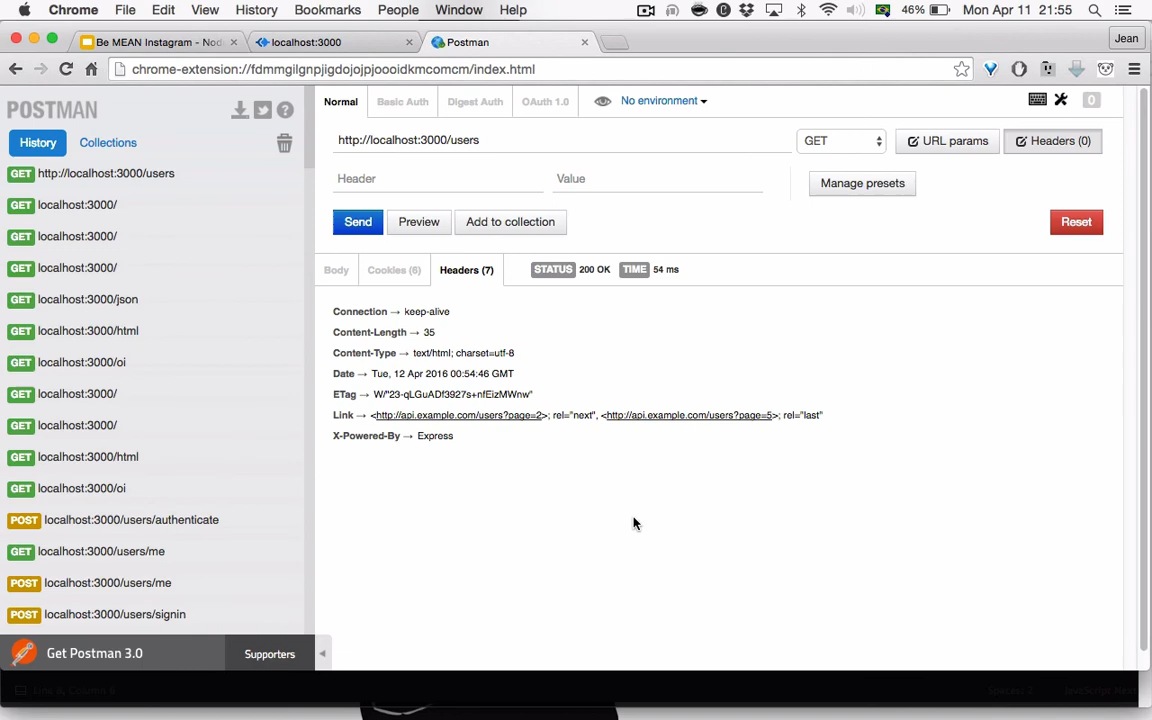 Chrome File Edit View History Bookmarks People Window Help 46% Mon Apr 11 21:55
Be MEAN Instagram - Nod
localhost:3000
Postman
Jean
chrome-extension://fdmmgilgnpjigdojojpjoooidkmcomcm/index.html
POSTMAN
History
Collections
GET http://localhost:3000/users
GET localhost:3000/
GET localhost:3000/
GET localhost:3000/
GET localhost:3000/json
GET localhost:3000/html
GET localhost:3000/oi
GET localhost:3000/
GET localhost:3000/
GET localhost:3000/html
GET localhost:3000/oi
POST localhost:3000/users/authenticate
GET localhost:3000/users/me
POST localhost:3000/users/me
POST localhost:3000/users/signin
Get Postman 3.0
Supporters
Normal Basic Auth Digest Auth OAuth 1.0 No environment 0
http://localhost:3000/users GET URL params Headers (0)
Header Value Manage presets
Send Preview Add to collection Reset
Body Cookies (6) Headers (7) STATUS 200 OK TIME 54 ms
Connection → keep-alive
Content-Length → 35
Content-Type → text/html; charset=utf-8
Date → Tue, 12 Apr 2016 00:54:46 GMT
ETag → W/"23-qLGuADf3927s+nfEizMWnw"
Link → <http://api.example.com/users?page=2>; rel="next", <http://api.example.com/users?page=5>; rel="last"
X-Powered-By → Express